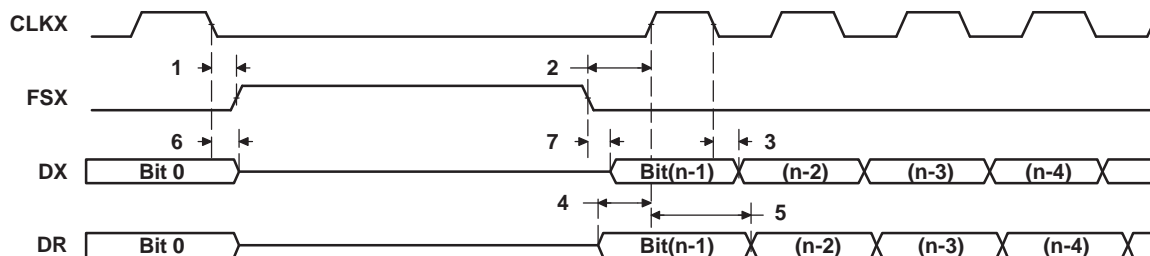 CLKX
1 2
FSX
6 7 3
DX Bit 0 Bit(n-1) (n-2) (n-3) (n-4)
4 5
DR Bit 0 Bit(n-1) (n-2) (n-3) (n-4)